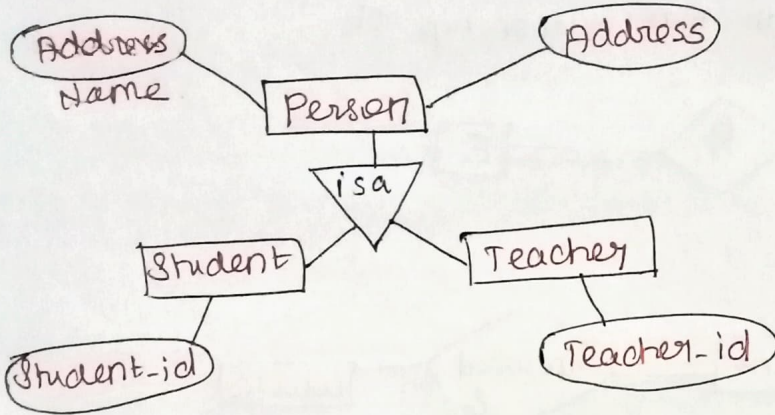 Address
Name
Address
Person
isa
Student
Teacher
Student-id
Teacher-id